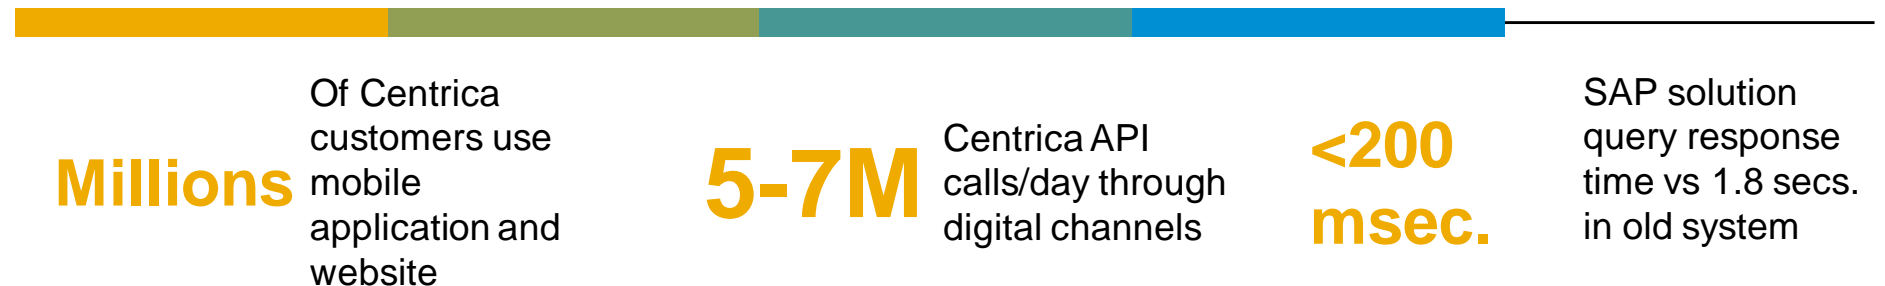 Millions
Of Centrica
customers use
mobile
application and
website
5-7M
Centrica API
calls/day through
digital channels
<200
msec.
SAP solution
query response
time vs 1.8 secs.
in old system